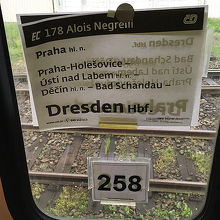 EC 178 Alois Negrelli
Praha hl. n.
Praha-Holešovice –
Ústí nad Labem hl. n. –
Děčín hl. n. – Bad Schandau –
Dresden Hbf.
258